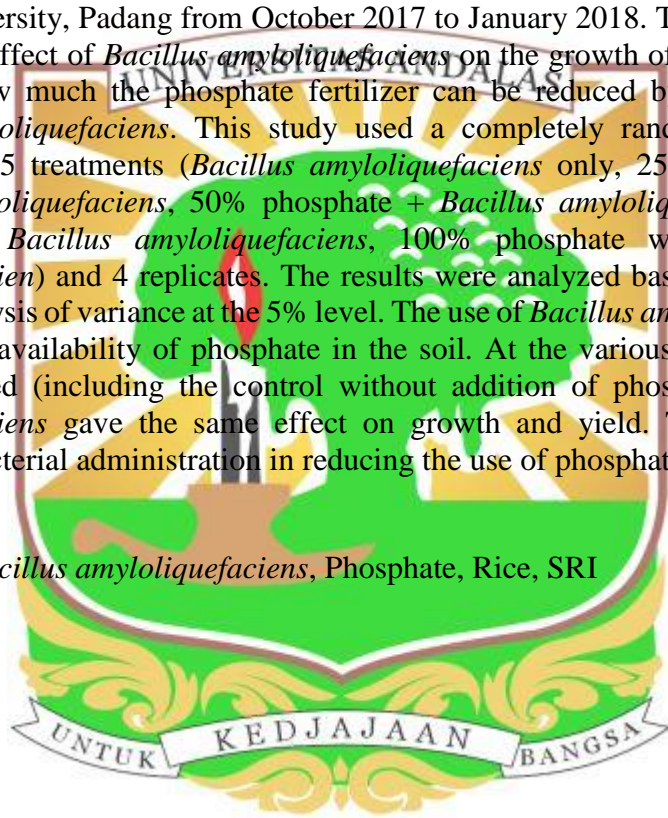 ersity, Padang from October 2017 to January 2018. T
ffect of Bacillus amyloliquefaciens on the growth of
UNIVERSITAS ANDALAS
w much the phosphate fertilizer can be reduced b
oliquefaciens. This study used a completely rand
5 treatments (Bacillus amyloliquefaciens only, 25
oliquefaciens, 50% phosphate + Bacillus amyloliq
Bacillus amyloliquefaciens, 100% phosphate w
ien) and 4 replicates. The results were analyzed bas
ysis of variance at the 5% level. The use of Bacillus am
availability of phosphate in the soil. At the various
ed (including the control without addition of phos
iens gave the same effect on growth and yield. T
cterial administration in reducing the use of phosphat
cillus amyloliquefaciens, Phosphate, Rice, SRI
UNTUK KEDJAJAAN BANGSA